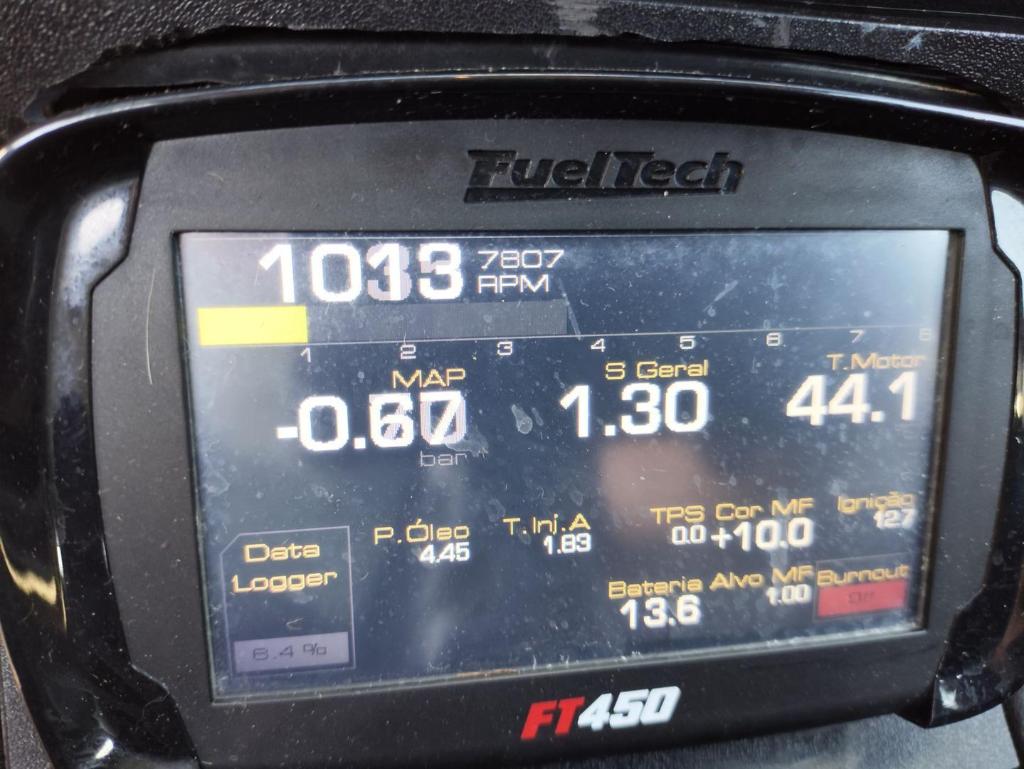 FuelTech
1013
7807
RPM
1 2 3 4 5 6 7 8
MAP S Geral T.Motor
-0.67 1.30 44.1
bar
P.Óleo T.Inj.A TPS Cor MF Ignição
4.45 1.83 0.0 +10.0 12.7
Data
Logger
<
6.4 %
Bateria Alvo MF Burnout
13.6 1.00
FT450